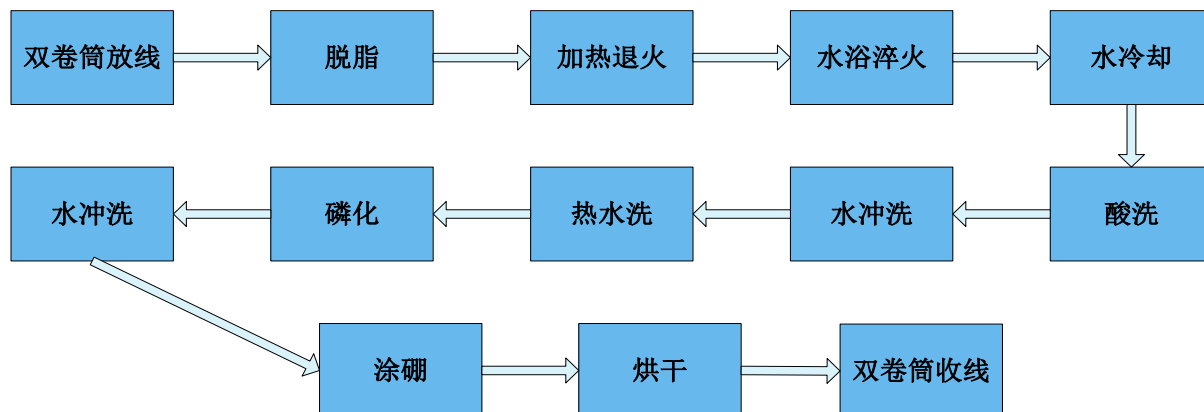 双卷筒放线
脱脂
加热退火
水浴淬火
水冷却
酸洗
水冲洗
热水洗
磷化
水冲洗
涂硼
烘干
双卷筒收线